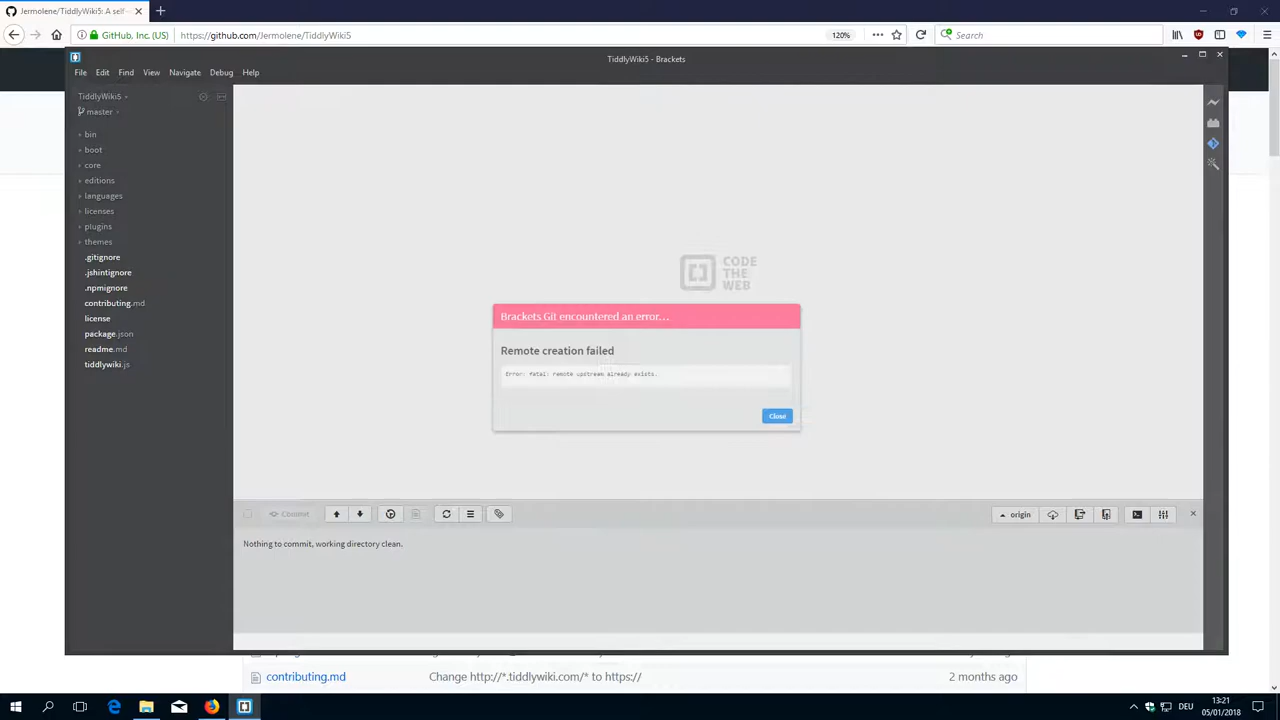 Jermolene/TiddlyWiki5: A self
GitHub, Inc. (US)
https://github.com/Jermolene/TiddlyWiki5
120%
Search
TiddlyWiki5 - Brackets
File Edit Find View Navigate Debug Help
TiddlyWiki5
master
bin
boot
core
editions
languages
licenses
plugins
themes
.gitignore
.jshintignore
.npmignore
contributing.md
license
package.json
readme.md
tiddlywiki.js
CODE
THE
WEB
Brackets Git encountered an error...
Remote creation failed
Error: fatal: remote upstream already exists.
Close
Commit
origin
Nothing to commit, working directory clean.
contributing.md
Change http://*.tiddlywiki.com/* to https://
2 months ago
DEU
13:21
05/01/2018